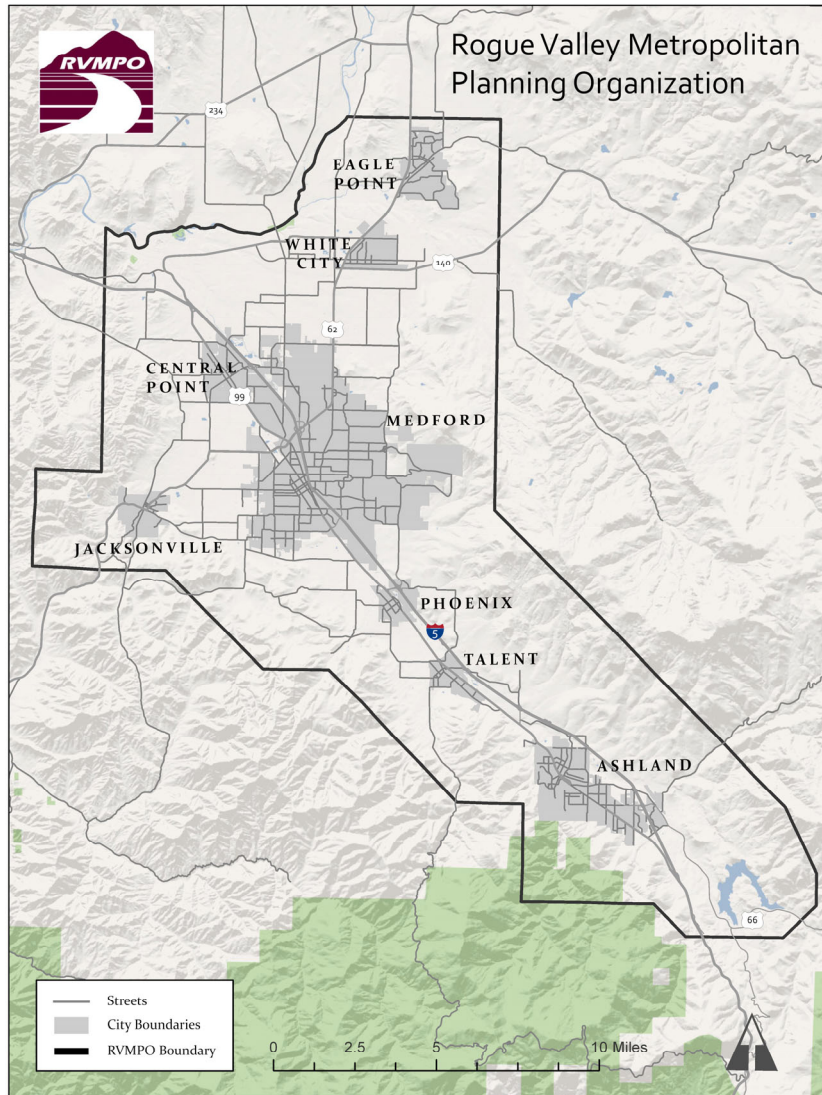 RVMPO
Rogue Valley Metropolitan
Planning Organization
234
EAGLE
POINT
WHITE
CITY
140
62
CENTRAL
POINT
99
MEDFORD
JACKSONVILLE
PHOENIX
5
TALENT
ASHLAND
66
Streets
City Boundaries
RVMPO Boundary
0 2.5 5 10 Miles